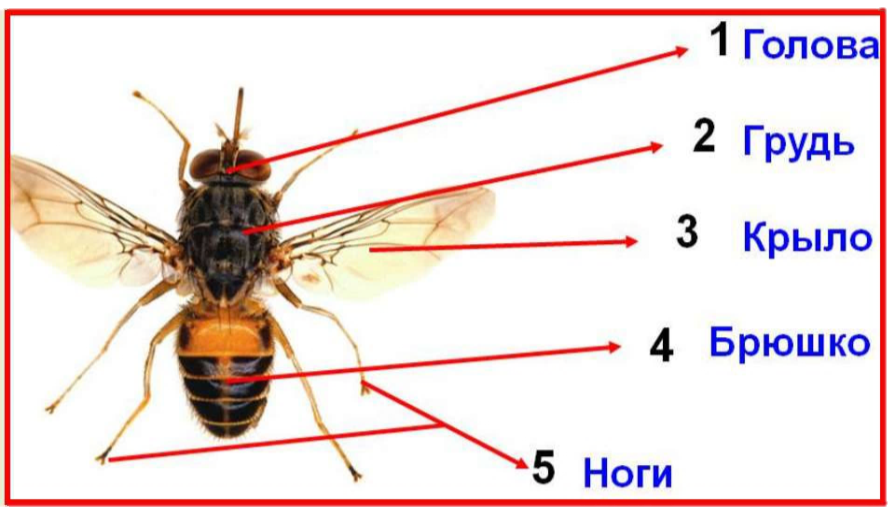 1 Голова
2 Грудь
3 Крыло
4 Брюшко
5 Ноги